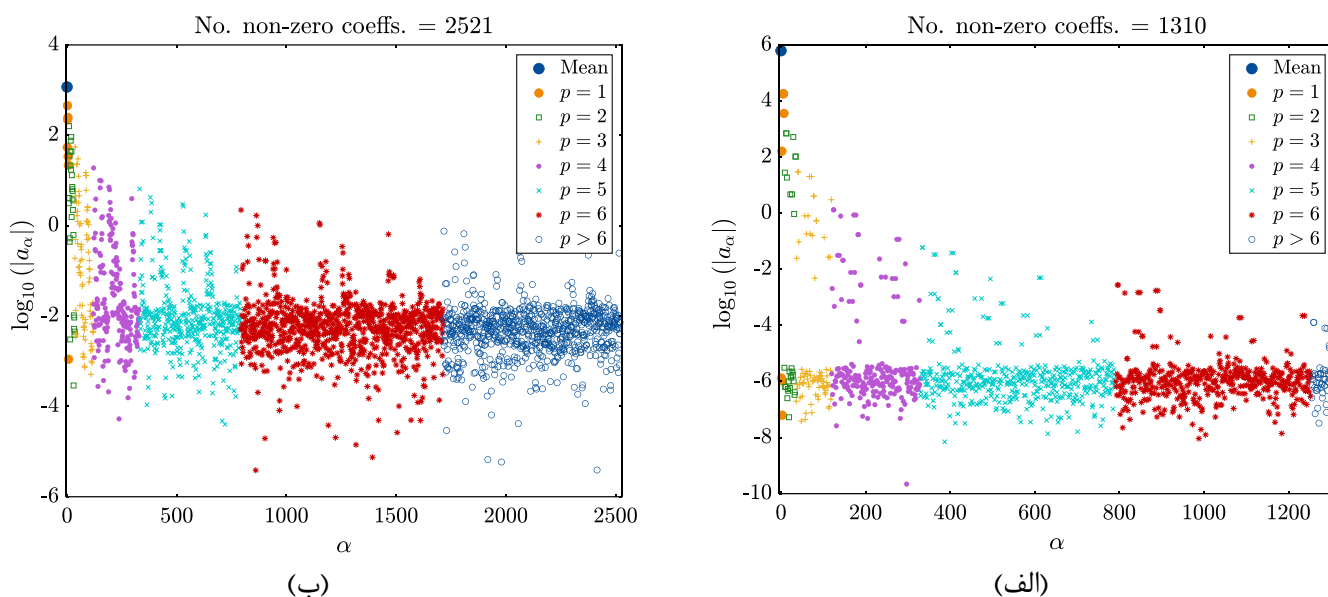 No. non-zero coeffs. = 2521
4
2
0
-2
-4
-6
log₁₀(|a_α|)
0
500
1000
1500
2000
2500
α
Mean
p = 1
p = 2
p = 3
p = 4
p = 5
p = 6
p > 6
(ب)
No. non-zero coeffs. = 1310
6
4
2
0
-2
-4
-6
-8
-10
log₁₀(|a_α|)
0
200
400
600
800
1000
1200
α
Mean
p = 1
p = 2
p = 3
p = 4
p = 5
p = 6
p > 6
(الف)